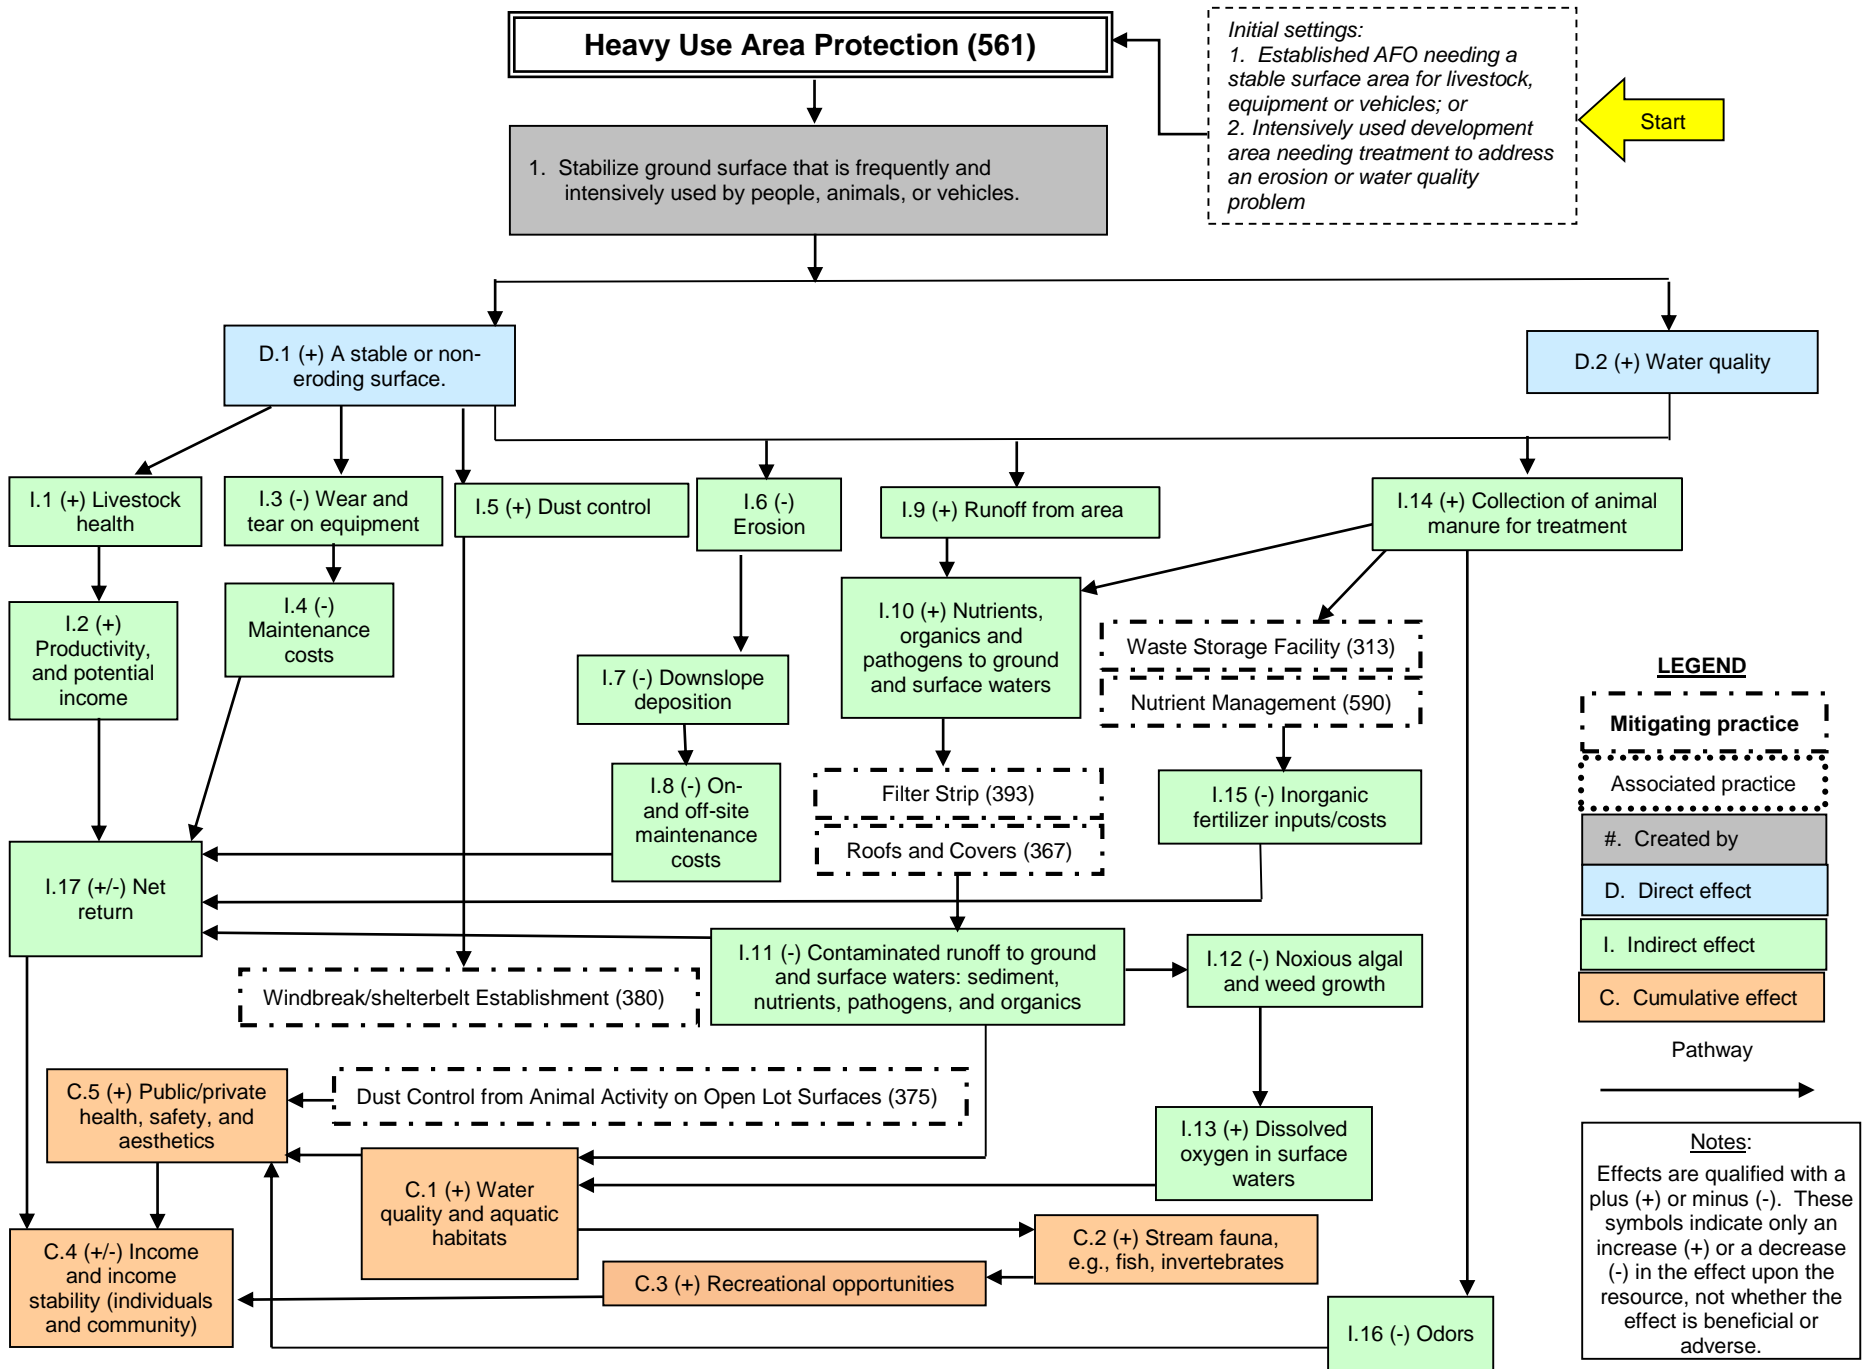 Heavy Use Area Protection (561)
Initial settings:
1.  Established AFO needing a
stable surface area for livestock,
equipment or vehicles; or
2.  Intensively used development
area needing treatment to address
an erosion or water quality
problem
Start
1.  Stabilize ground surface that is frequently and
intensively used by people, animals, or vehicles.
D.1 (+) A stable or non-
eroding surface.
D.2 (+) Water quality
I.1 (+) Livestock
health
I.3 (-) Wear and
tear on equipment
I.5 (+) Dust control
I.6 (-)
Erosion
I.9 (+) Runoff from area
I.14 (+) Collection of animal
manure for treatment
I.2 (+)
Productivity,
and potential
income
I.4 (-)
Maintenance
costs
I.7 (-) Downslope
deposition
I.10 (+) Nutrients,
organics and
pathogens to ground
and surface waters
Waste Storage Facility (313)
Nutrient Management (590)
I.8 (-) On-
and off-site
maintenance
costs
Filter Strip (393)
Roofs and Covers (367)
I.15 (-) Inorganic
fertilizer inputs/costs
I.17 (+/-) Net
return
I.11 (-) Contaminated runoff to ground
and surface waters: sediment,
nutrients, pathogens, and organics
I.12 (-) Noxious algal
and weed growth
Windbreak/shelterbelt Establishment (380)
C.5 (+) Public/private
health, safety, and
aesthetics
Dust Control from Animal Activity on Open Lot Surfaces (375)
I.13 (+) Dissolved
oxygen in surface
waters
C.1 (+) Water
quality and aquatic
habitats
C.2 (+) Stream fauna,
e.g., fish, invertebrates
C.3 (+) Recreational opportunities
C.4 (+/-) Income
and income
stability (individuals
and community)
I.16 (-) Odors
LEGEND
Mitigating practice
Associated practice
#.  Created by
D.  Direct effect
I.  Indirect effect
C.  Cumulative effect
Pathway
Notes:
Effects are qualified with a
plus (+) or minus (-).  These
symbols indicate only an
increase (+) or a decrease
(-) in the effect upon the
resource, not whether the
effect is beneficial or
adverse.